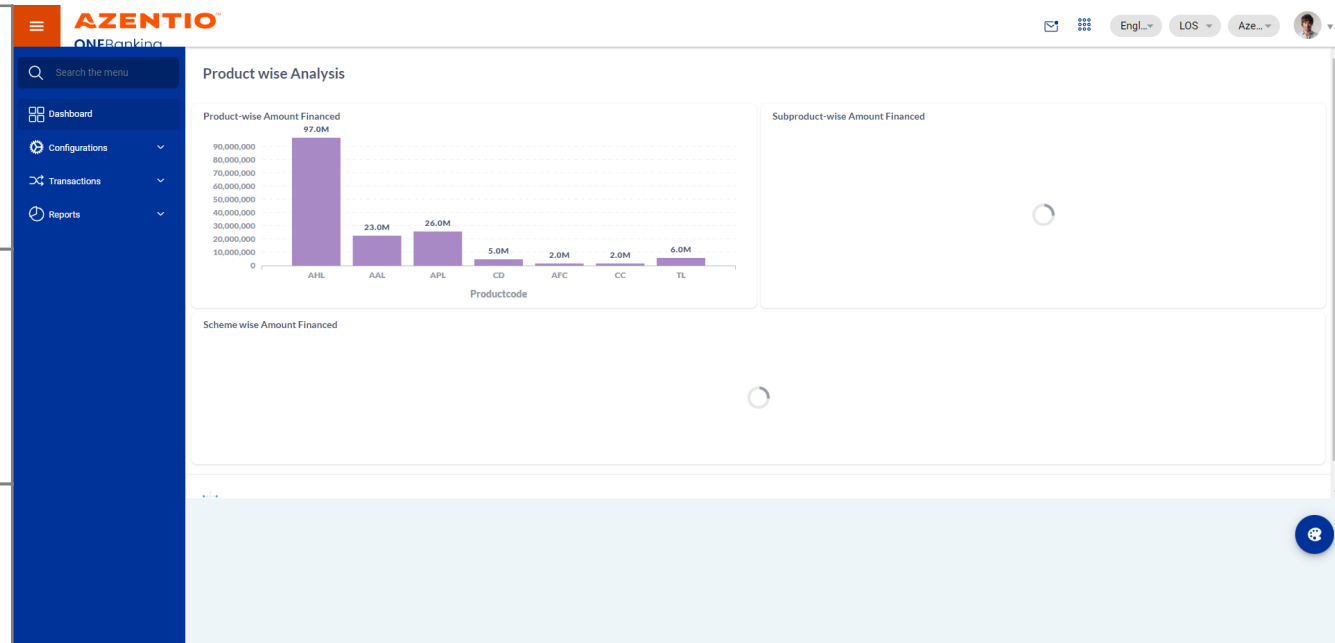 AZENTIO™
ONEBanking
Engl...
LOS
Aze...
Search the menu
Dashboard
Configurations
Transactions
Reports
Product wise Analysis
Product-wise Amount Financed
97.0M
90,000,000
80,000,000
70,000,000
60,000,000
50,000,000
40,000,000
30,000,000
20,000,000
10,000,000
0
23.0M
26.0M
5.0M
2.0M
2.0M
6.0M
AHL AAL APL CD AFC CC TL
Productcode
Subproduct-wise Amount Financed
Scheme wise Amount Financed